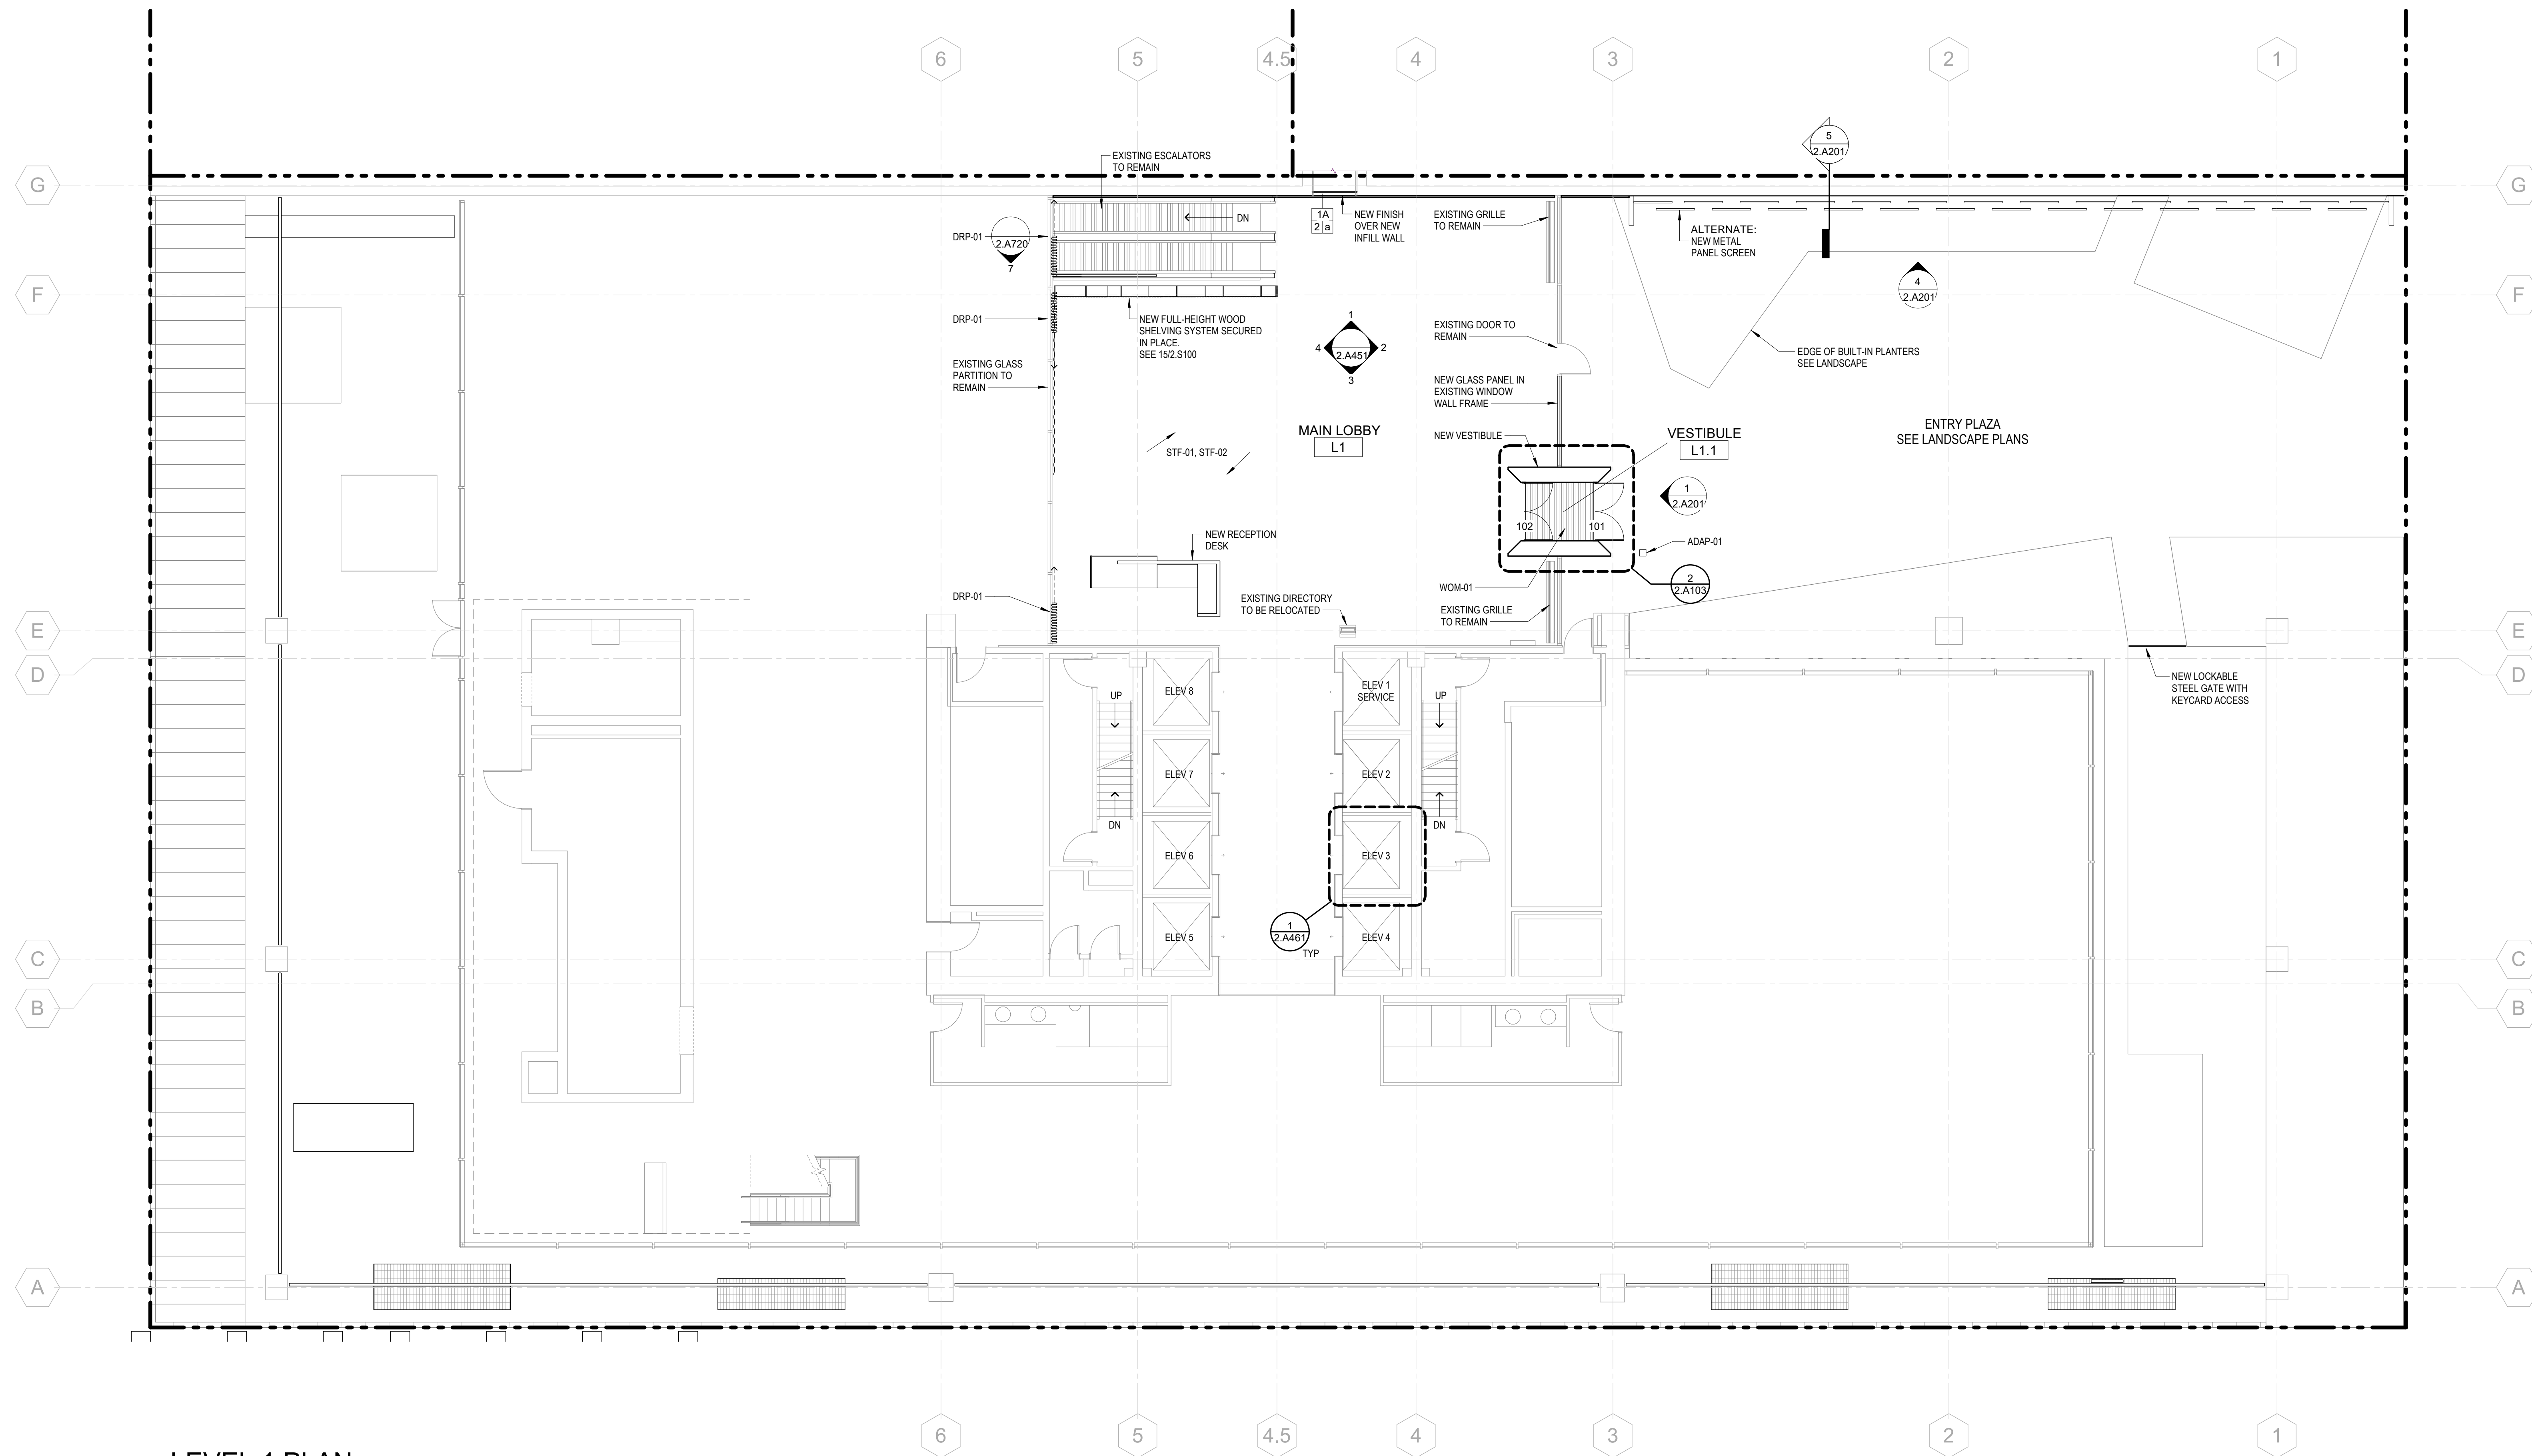 6
5
4.5
4
3
2
1
5
2.A201
EXISTING ESCALATORS
TO REMAIN
G
G
DN
1A
2 a
NEW FINISH
OVER NEW
INFILL WALL
EXISTING GRILLE
TO REMAIN
DRP-01
2.A720
7
ALTERNATE:
NEW METAL
PANEL SCREEN
4
2.A201
F
F
DRP-01
NEW FULL-HEIGHT WOOD
SHELVING SYSTEM SECURED
IN PLACE.
SEE 15/2.S100
1
4
2.A451
2
3
EXISTING DOOR TO
REMAIN
EDGE OF BUILT-IN PLANTERS
SEE LANDSCAPE
EXISTING GLASS
PARTITION TO
REMAIN
NEW GLASS PANEL IN
EXISTING WINDOW
WALL FRAME
MAIN LOBBY
L1
NEW VESTIBULE
VESTIBULE
L1.1
ENTRY PLAZA
SEE LANDSCAPE PLANS
STF-01, STF-02
1
2.A201
102
101
NEW RECEPTION
DESK
ADAP-01
WOM-01
2
2.A103
DRP-01
EXISTING DIRECTORY
TO BE RELOCATED
EXISTING GRILLE
TO REMAIN
E
E
D
D
NEW LOCKABLE
STEEL GATE WITH
KEYCARD ACCESS
UP
ELEV 8
ELEV 1
SERVICE
UP
ELEV 7
ELEV 2
DN
DN
ELEV 6
ELEV 3
1
2.A461
TYP
ELEV 5
ELEV 4
C
C
B
B
A
A
6
5
4.5
4
3
2
1
LEVEL 1 PLAN